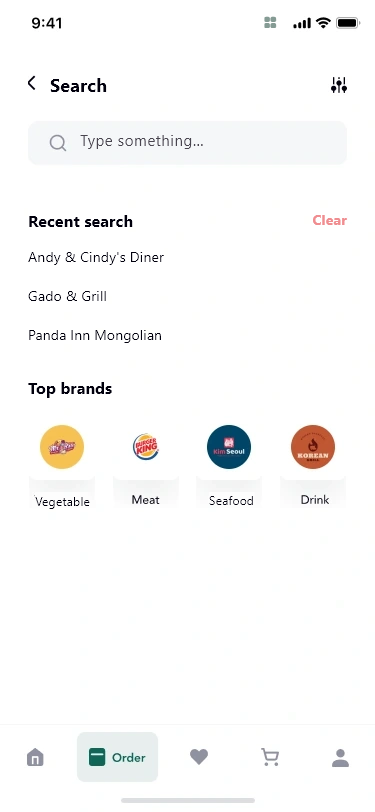 9:41
Search
Type something...
Recent search
Clear
Andy & Cindy's Diner
Gado & Grill
Panda Inn Mongolian
Top brands
BURGER
KING
Kim Seoul
KOREAN
Vegetable
Meat
Seafood
Drink
Order